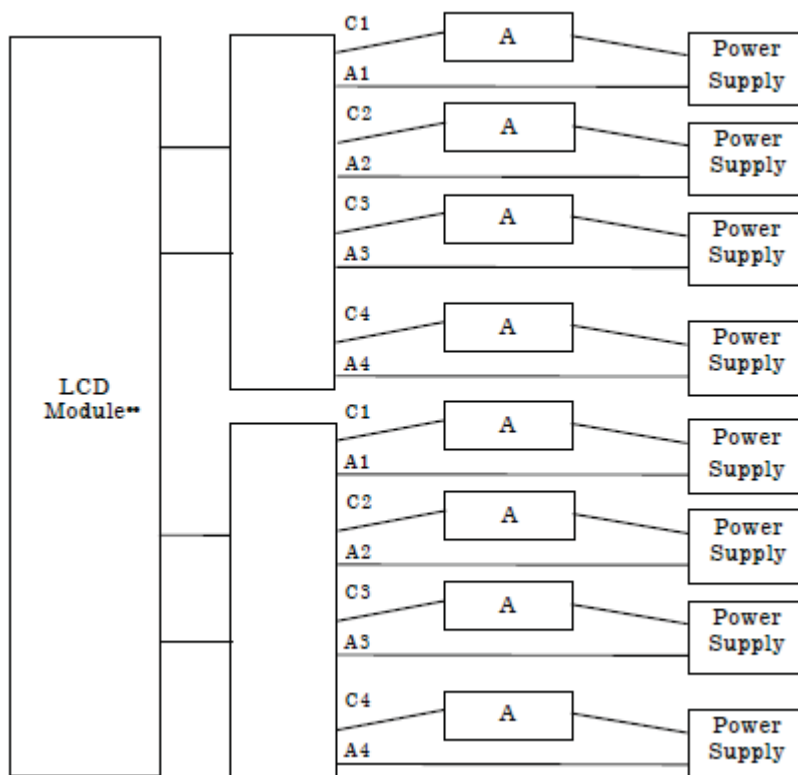 C1
A
Power
Supply
A1
C2
A
Power
Supply
A2
C3
A
Power
Supply
A3
C4
A
Power
Supply
A4
LCD
Module••
C1
A
Power
Supply
A1
C2
A
Power
Supply
A2
C3
A
Power
Supply
A3
C4
A
Power
Supply
A4